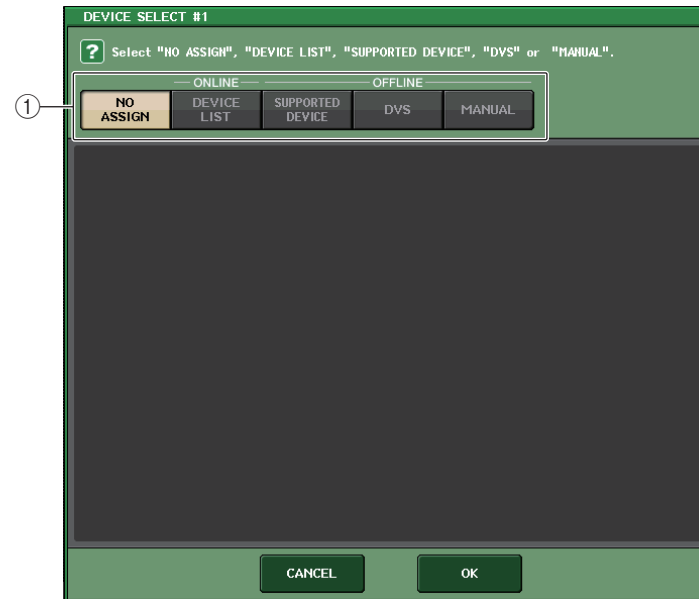 DEVICE SELECT #1
? Select "NO ASSIGN", "DEVICE LIST", "SUPPORTED DEVICE", "DVS" or "MANUAL".
ONLINE OFFLINE
1
NO ASSIGN
DEVICE LIST
SUPPORTED DEVICE
DVS
MANUAL
CANCEL OK